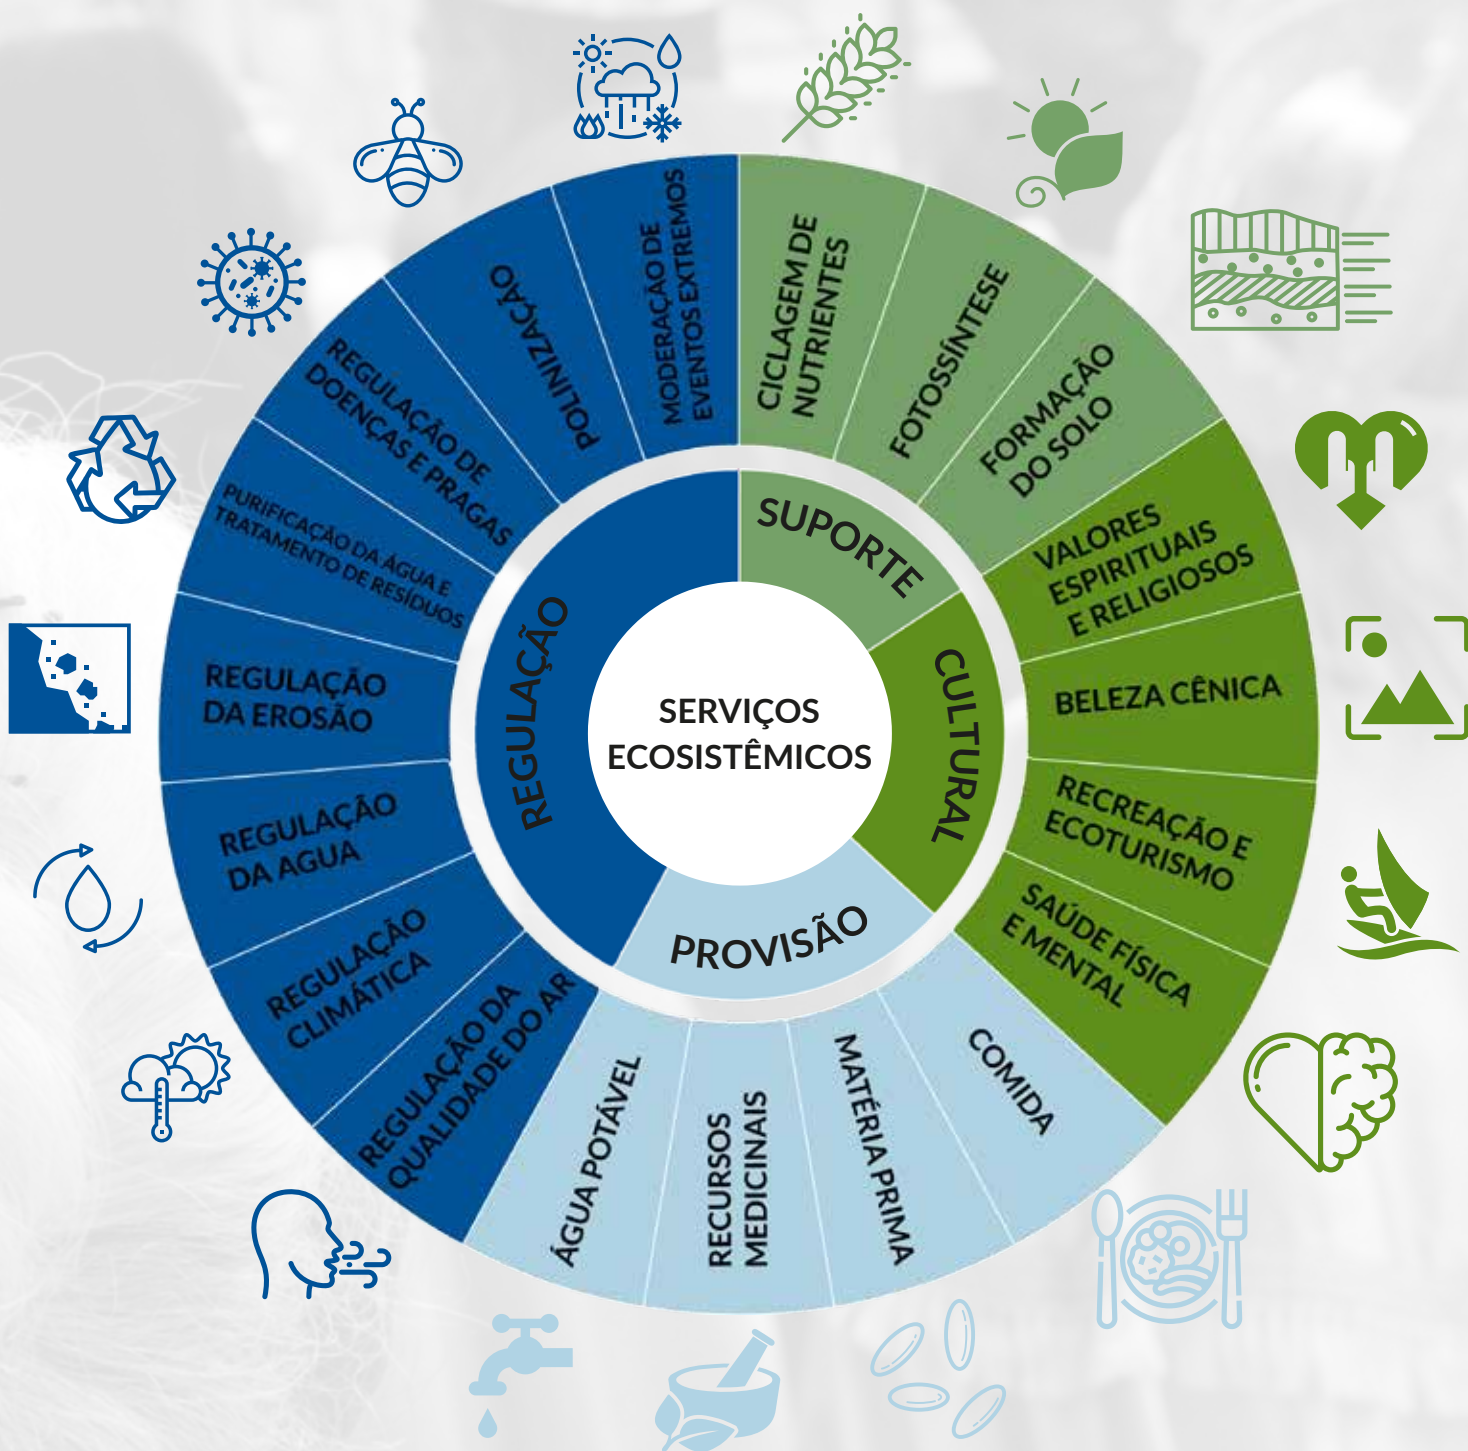 SERVIÇOS
ECOSISTÊMICOS
SUPORTE
CULTURAL
PROVISÃO
REGULAÇÃO
CICLAGEM DE
NUTRIENTES
FOTOSSÍNTESE
FORMAÇÃO
DO SOLO
VALORES
ESPIRITUAIS
E RELIGIOSOS
BELEZA CÊNICA
RECREAÇÃO E
ECOTURISMO
SAÚDE FÍSICA
E MENTAL
COMIDA
MATÉRIA PRIMA
RECURSOS
MEDICINAIS
ÁGUA POTÁVEL
REGULAÇÃO DA
QUALIDADE DO AR
REGULAÇÃO
CLIMÁTICA
REGULAÇÃO
DA AGUA
REGULAÇÃO
DA EROSÃO
PURIFICAÇÃO DA ÁGUA E
TRATAMENTO DE RESÍDUOS
REGULAÇÃO DE
DOENÇAS E PRAGAS
POLINIZAÇÃO
MODERAÇÃO DE
EVENTOS EXTREMOS